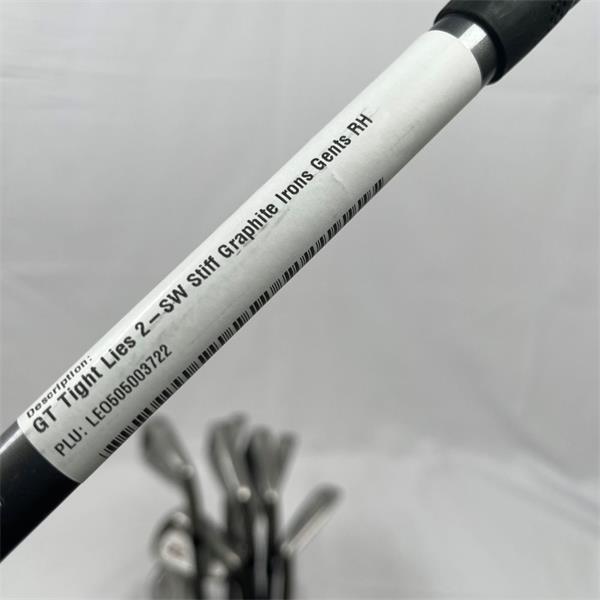 Description:
GT Tight Lies 2-SW Stiff Graphite Irons Gents RH
PLU: LEO505003722